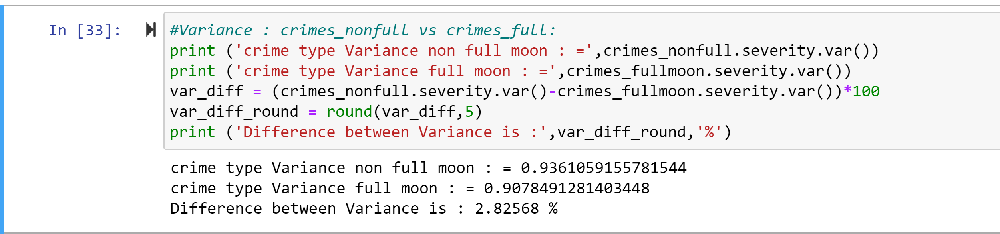 In [33]:
#Variance : crimes_nonfull vs crimes_full:
print ('crime type Variance non full moon : =',crimes_nonfull.severity.var())
print ('crime type Variance full moon : =',crimes_fullmoon.severity.var())
var_diff = (crimes_nonfull.severity.var()-crimes_fullmoon.severity.var())*100
var_diff_round = round(var_diff,5)
print ('Difference between Variance is :',var_diff_round,'%')
crime type Variance non full moon : = 0.9361059155781544
crime type Variance full moon : = 0.9078491281403448
Difference between Variance is : 2.82568 %